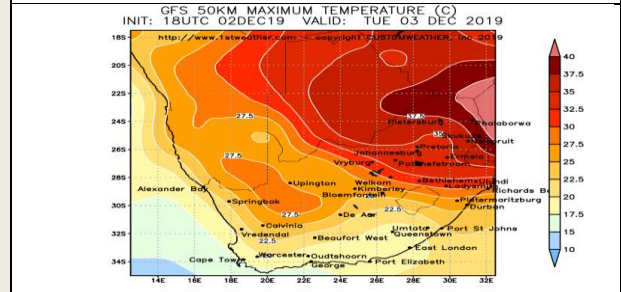 GFS 50KM MAXIMUM TEMPERATURE (C)
INIT: 18UTC 02DEC19 VALID: TUE 03 DEC 2019
http://www.1stweather.com copyright CUSTOMWEATHER, Inc 2019
18S
20S
22S
24S
26S
28S
30S
32S
34S
14E 16E 18E 20E 22E 24E 26E 28E 30E 32E
40
37.5
35
32.5
30
27.5
25
22.5
20
17.5
15
10
27.5
37.5
Pietersburg
Phalaborwa
35
Skukuza
Pretoria
Johannesburg
Ermelo
27.5
Vryburg
Potchefstroom
Upington
Welkom
Bethlehem
Ulundi
Alexander Bay
Kimberley
Ladysmith
Richards B
Springbok
Bloemfontein
Pietermaritzburg
27.5
De Aar
22.5
Durban
Calvinia
Vredendal
22.5
Beaufort West
Umtata
Port St Johns
Queenstown
East London
Cape Town
Worcester
Oudtshoorn
George
Port Elizabeth